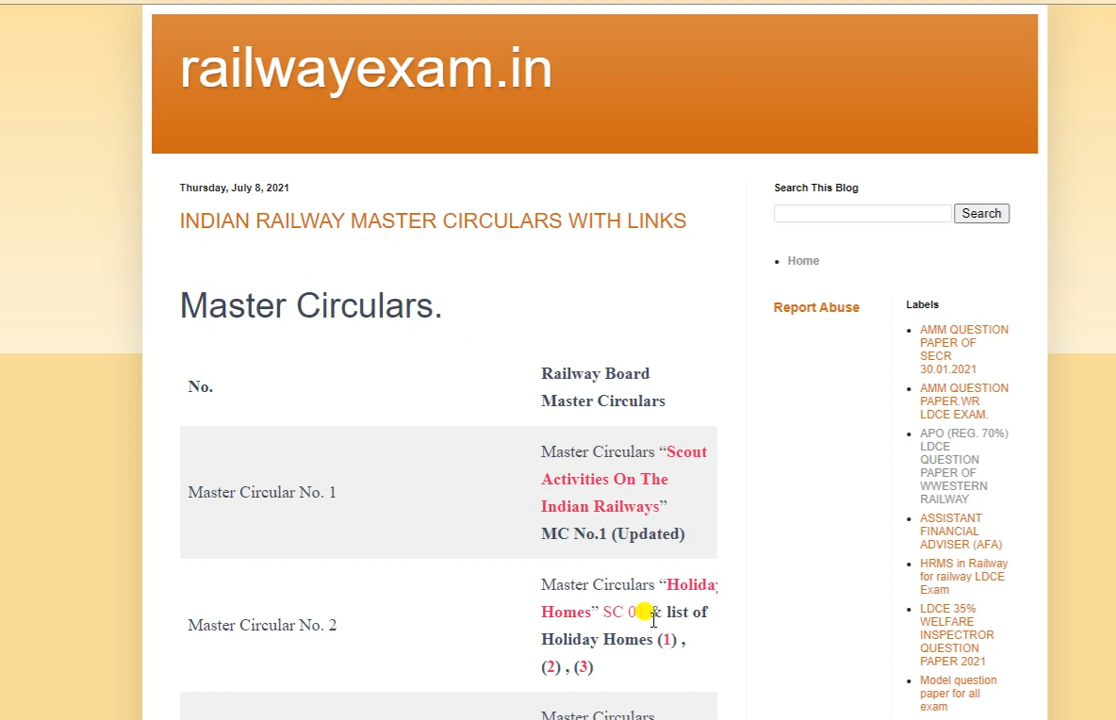 railwayexam.in
Thursday, July 8, 2021
INDIAN RAILWAY MASTER CIRCULARS WITH LINKS
Master Circulars.
No.
Railway Board
Master Circulars
Master Circular No. 1
Master Circulars “Scout
Activities On The
Indian Railways”
MC No.1 (Updated)
Master Circular No. 2
Master Circulars “Holiday
Homes” SC & list of
Holiday Homes (1) ,
(2) , (3)
Master Circulars
Search This Blog
Search
Home
Report Abuse
Labels
AMM QUESTION
PAPER OF
SECR
30.01.2021
AMM QUESTION
PAPER.WR
LDCE EXAM.
APO (REG. 70%)
LDCE
QUESTION
PAPER OF
WWESTERN
RAILWAY
ASSISTANT
FINANCIAL
ADVISER (AFA)
HRMS in Railway
for railway LDCE
Exam
LDCE 35%
WELFARE
INSPECTROR
QUESTION
PAPER 2021
Model question
paper for all
exam